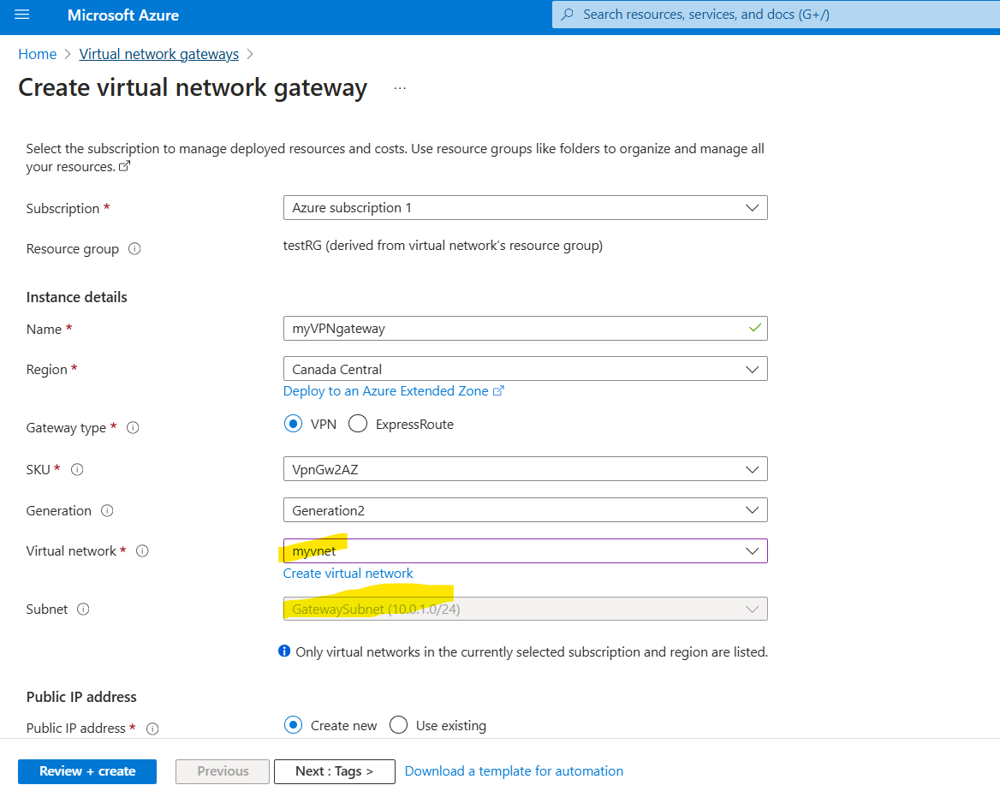 Microsoft Azure
Search resources, services, and docs (G+/)
Home > Virtual network gateways >
Create virtual network gateway ...
Select the subscription to manage deployed resources and costs. Use resource groups like folders to organize and manage all
your resources.
Subscription *
Azure subscription 1
Resource group
testRG (derived from virtual network's resource group)
Instance details
Name *
myVPNgateway
Region *
Canada Central
Deploy to an Azure Extended Zone
Gateway type *
VPN
ExpressRoute
SKU *
VpnGw2AZ
Generation
Generation2
Virtual network *
myvnet
Create virtual network
Subnet
GatewaySubnet (10.0.1.0/24)
Only virtual networks in the currently selected subscription and region are listed.
Public IP address
Public IP address *
Create new
Use existing
Review + create
Previous
Next : Tags >
Download a template for automation